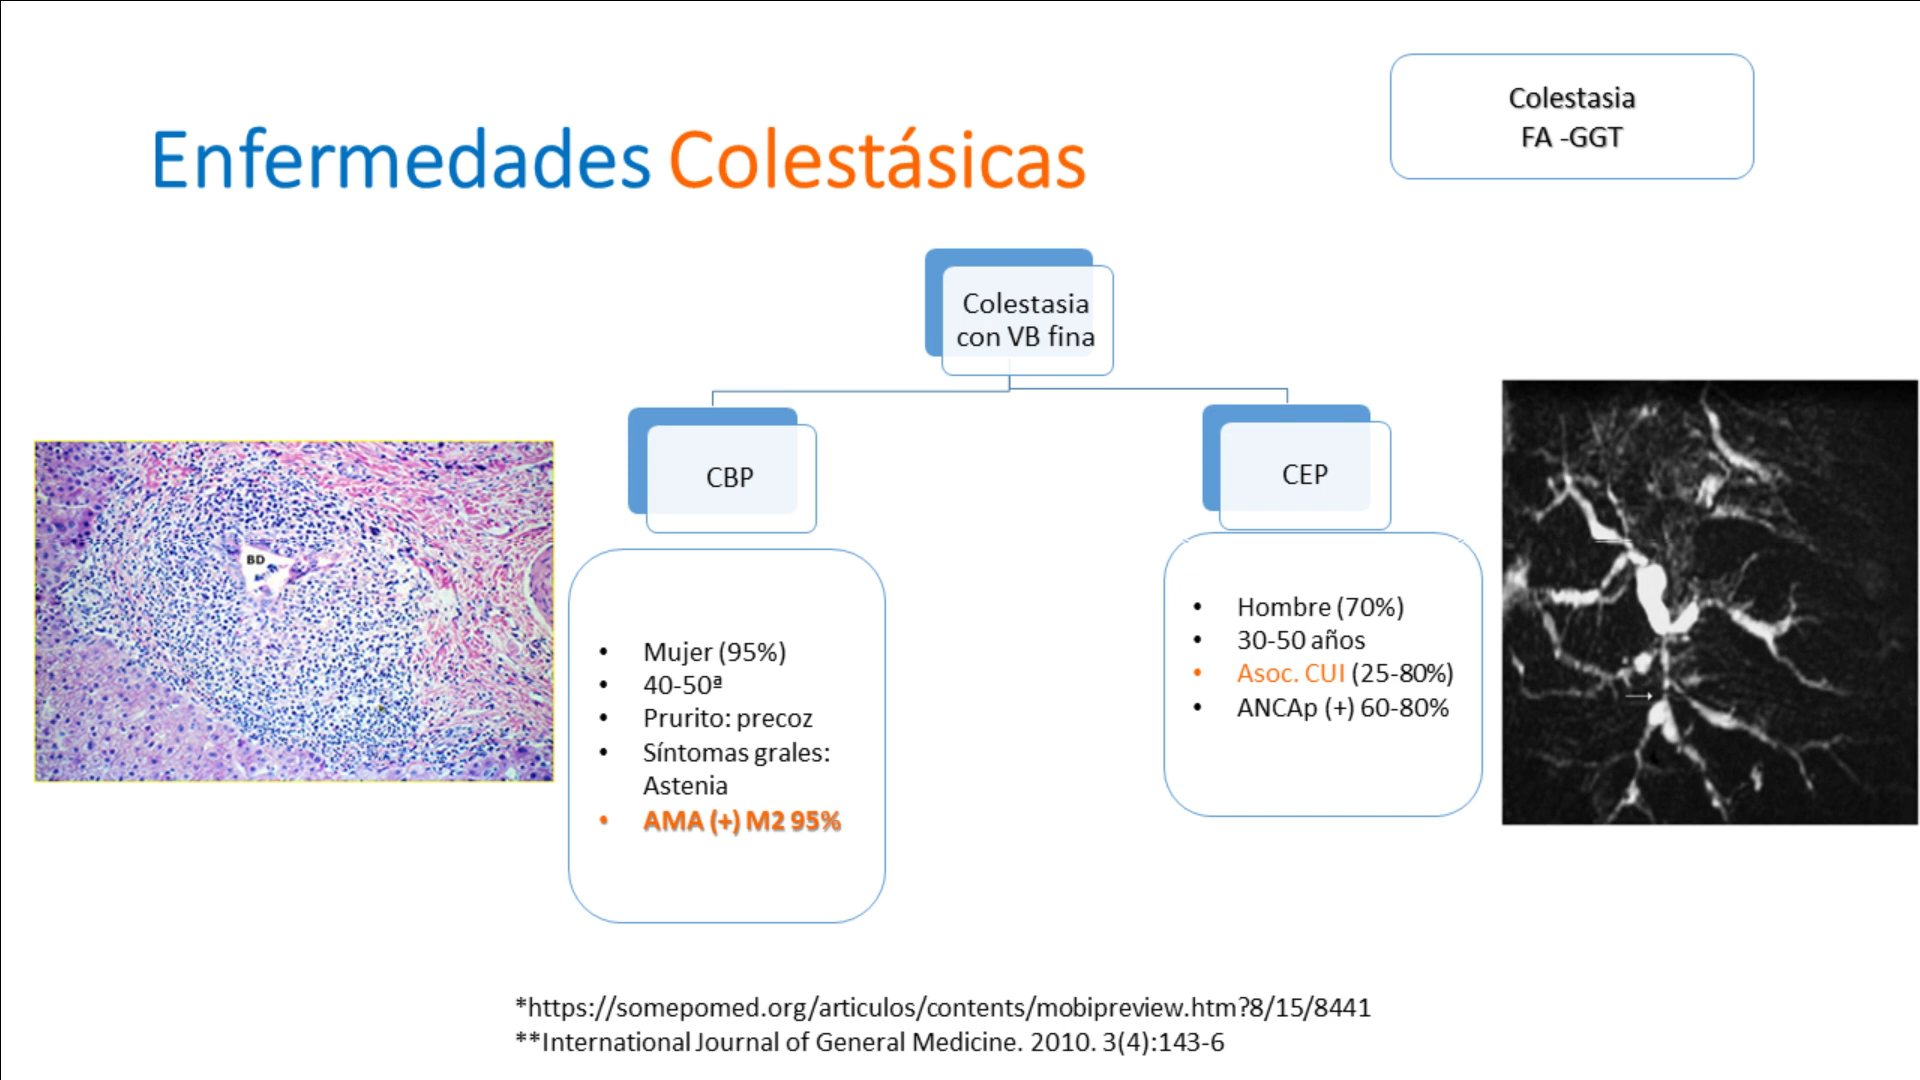 Colestasia
FA -GGT
Enfermedades Colestásicas
Colestasia
con VB fina
CBP
CEP
BD
• Mujer (95%)
• 40-50ª
• Prurito: precoz
• Síntomas grales:
Astenia
• AMA (+) M2 95%
• Hombre (70%)
• 30-50 años
• Asoc. CUI (25-80%)
• ANCAp (+) 60-80%
*https://somepomed.org/articulos/contents/mobipreview.htm?8/15/8441
**International Journal of General Medicine. 2010. 3(4):143-6